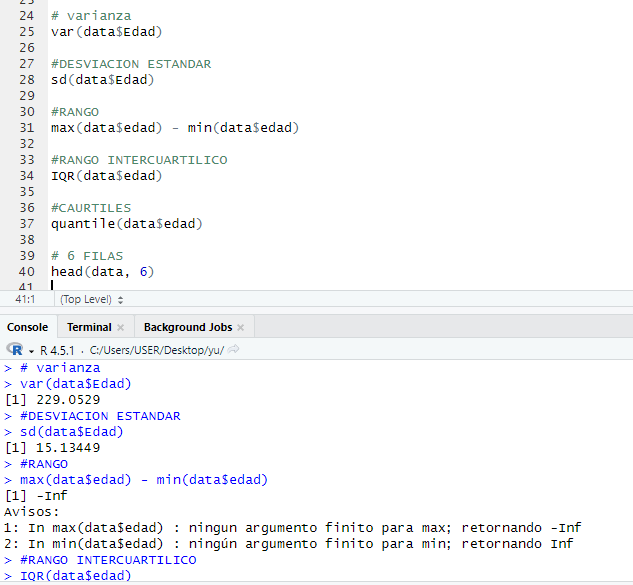 23
24 # varianza
25 var(data$Edad)
26
27 #DESVIACION ESTANDAR
28 sd(data$Edad)
29
30 #RANGO
31 max(data$edad) - min(data$edad)
32
33 #RANGO INTERCUARTILICO
34 IQR(data$edad)
35
36 #CAURTILES
37 quantile(data$edad)
38
39 # 6 FILAS
40 head(data, 6)
41
41:1 (Top Level)
Console Terminal × Background Jobs ×
R R 4.5.1 · C:/Users/USER/Desktop/yu/
> # varianza
> var(data$Edad)
[1] 229.0529
> #DESVIACION ESTANDAR
> sd(data$Edad)
[1] 15.13449
> #RANGO
> max(data$edad) - min(data$edad)
[1] -Inf
Avisos:
1: In max(data$edad) : ningun argumento finito para max; retornando -Inf
2: In min(data$edad) : ningún argumento finito para min; retornando Inf
> #RANGO INTERCUARTILICO
> IQR(data$edad)